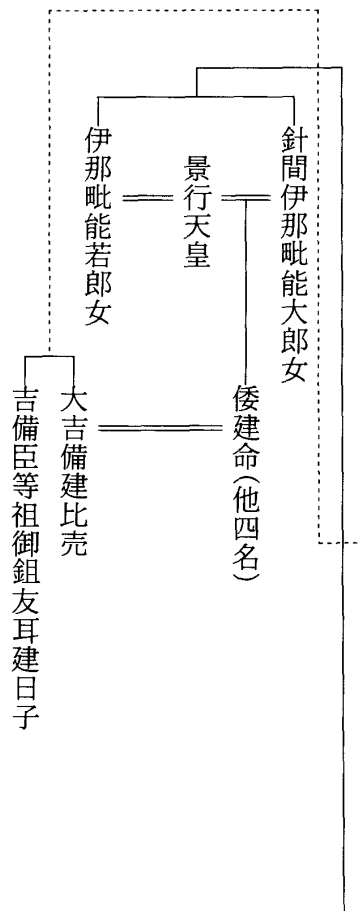 針間伊那毗能大郎女
景行天皇
伊那毗能若郎女
倭建命(他四名)
大吉備建比売
吉備臣等祖御鉏友耳建日子